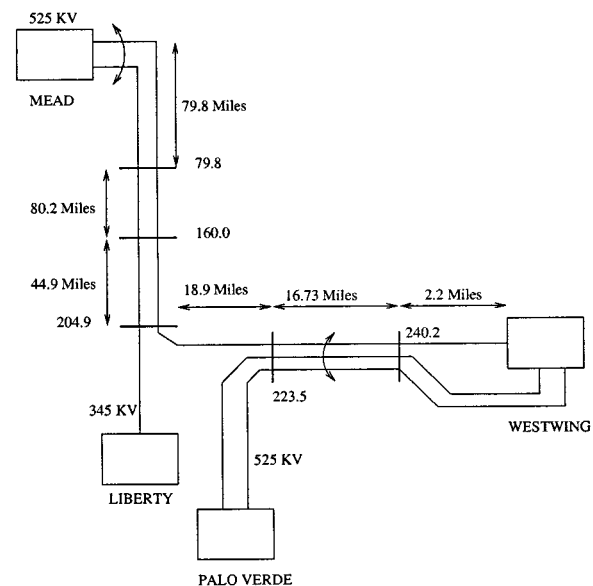 525 KV
MEAD
79.8 Miles
79.8
80.2 Miles
160.0
44.9 Miles
18.9 Miles
16.73 Miles
2.2 Miles
204.9
240.2
223.5
WESTWING
345 KV
525 KV
LIBERTY
PALO VERDE